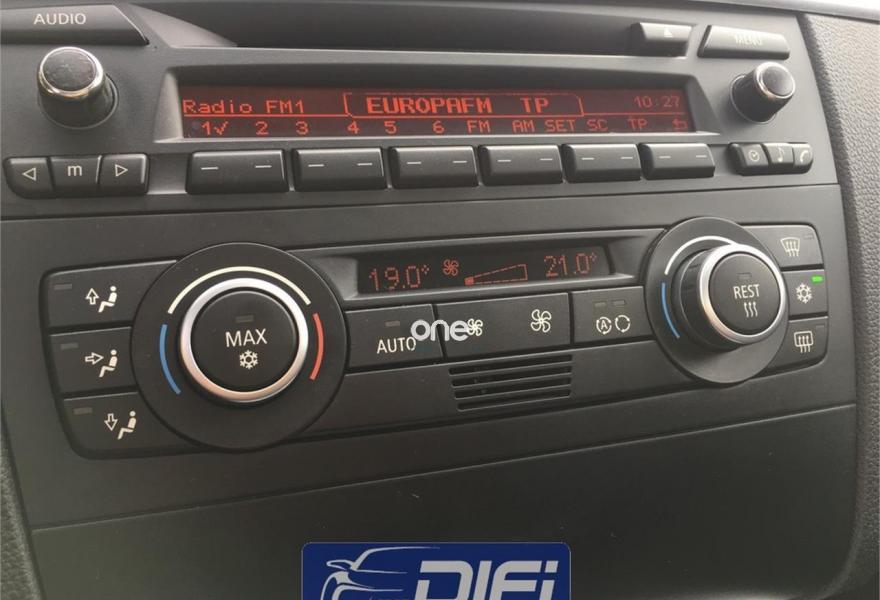 AUDIO
MENU
Radio FM1 EUROPAFM TP 10:27
1✓ 2 3 4 5 6 FM AM SET SC TP
m
19.0° 21.0°
MAX
AUTO
one
A
REST
DIFI